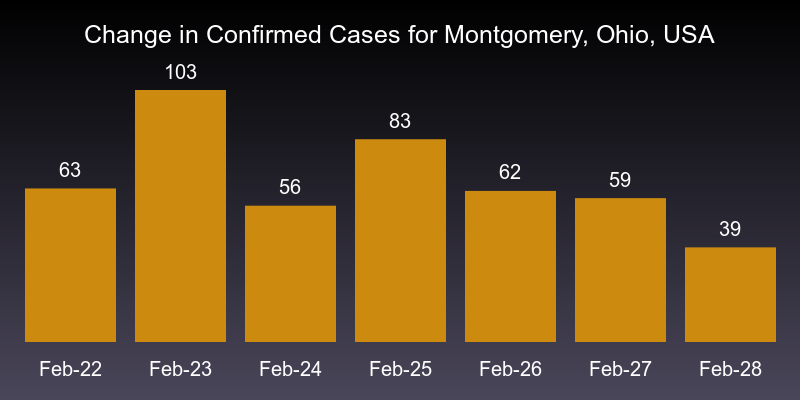 Change in Confirmed Cases for Montgomery, Ohio, USA
63
103
56
83
62
59
39
Feb-22
Feb-23
Feb-24
Feb-25
Feb-26
Feb-27
Feb-28